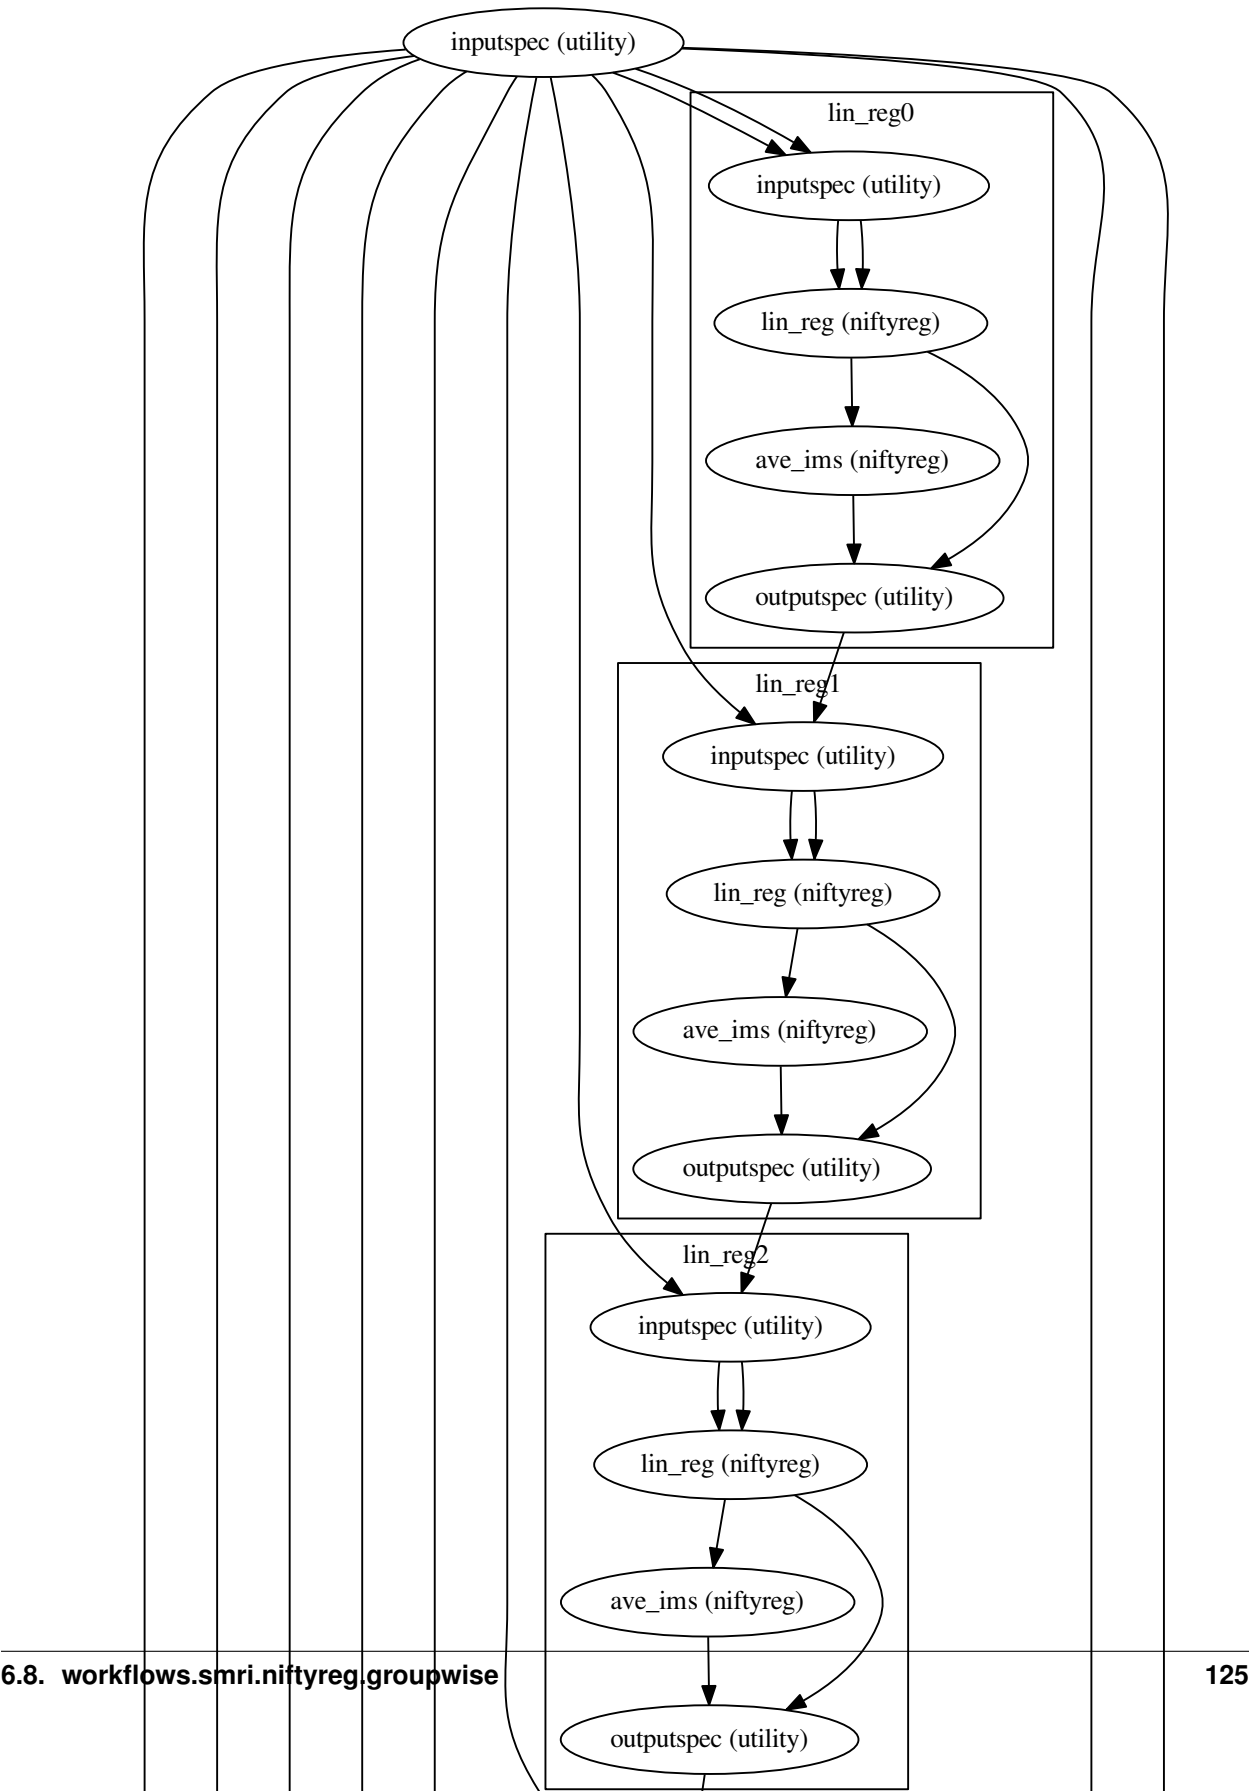 inputspec (utility)
lin_reg0
inputspec (utility)
lin_reg (niftyreg)
ave_ims (niftyreg)
outputspec (utility)
lin_reg1
inputspec (utility)
lin_reg (niftyreg)
ave_ims (niftyreg)
outputspec (utility)
lin_reg2
inputspec (utility)
lin_reg (niftyreg)
ave_ims (niftyreg)
6.8. workflows.smri.niftyreg.groupwise 125
outputspec (utility)